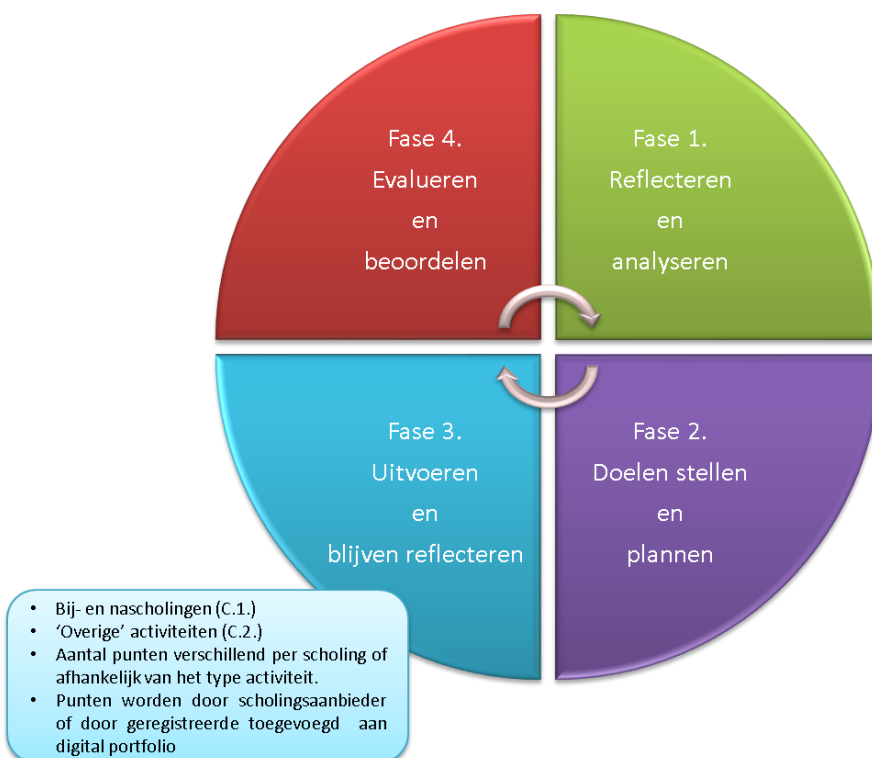 Fase 4.
Evalueren
en
beoordelen
Fase 1.
Reflecteren
en
analyseren
Fase 3.
Uitvoeren
en
blijven reflecteren
Fase 2.
Doelen stellen
en
plannen
• Bij- en nascholingen (C.1.)
• ‘Overige’ activiteiten (C.2.)
• Aantal punten verschillend per scholing of
afhankelijk van het type activiteit.
• Punten worden door scholingsaanbieder
of door geregistreerde toegevoegd aan
digital portfolio